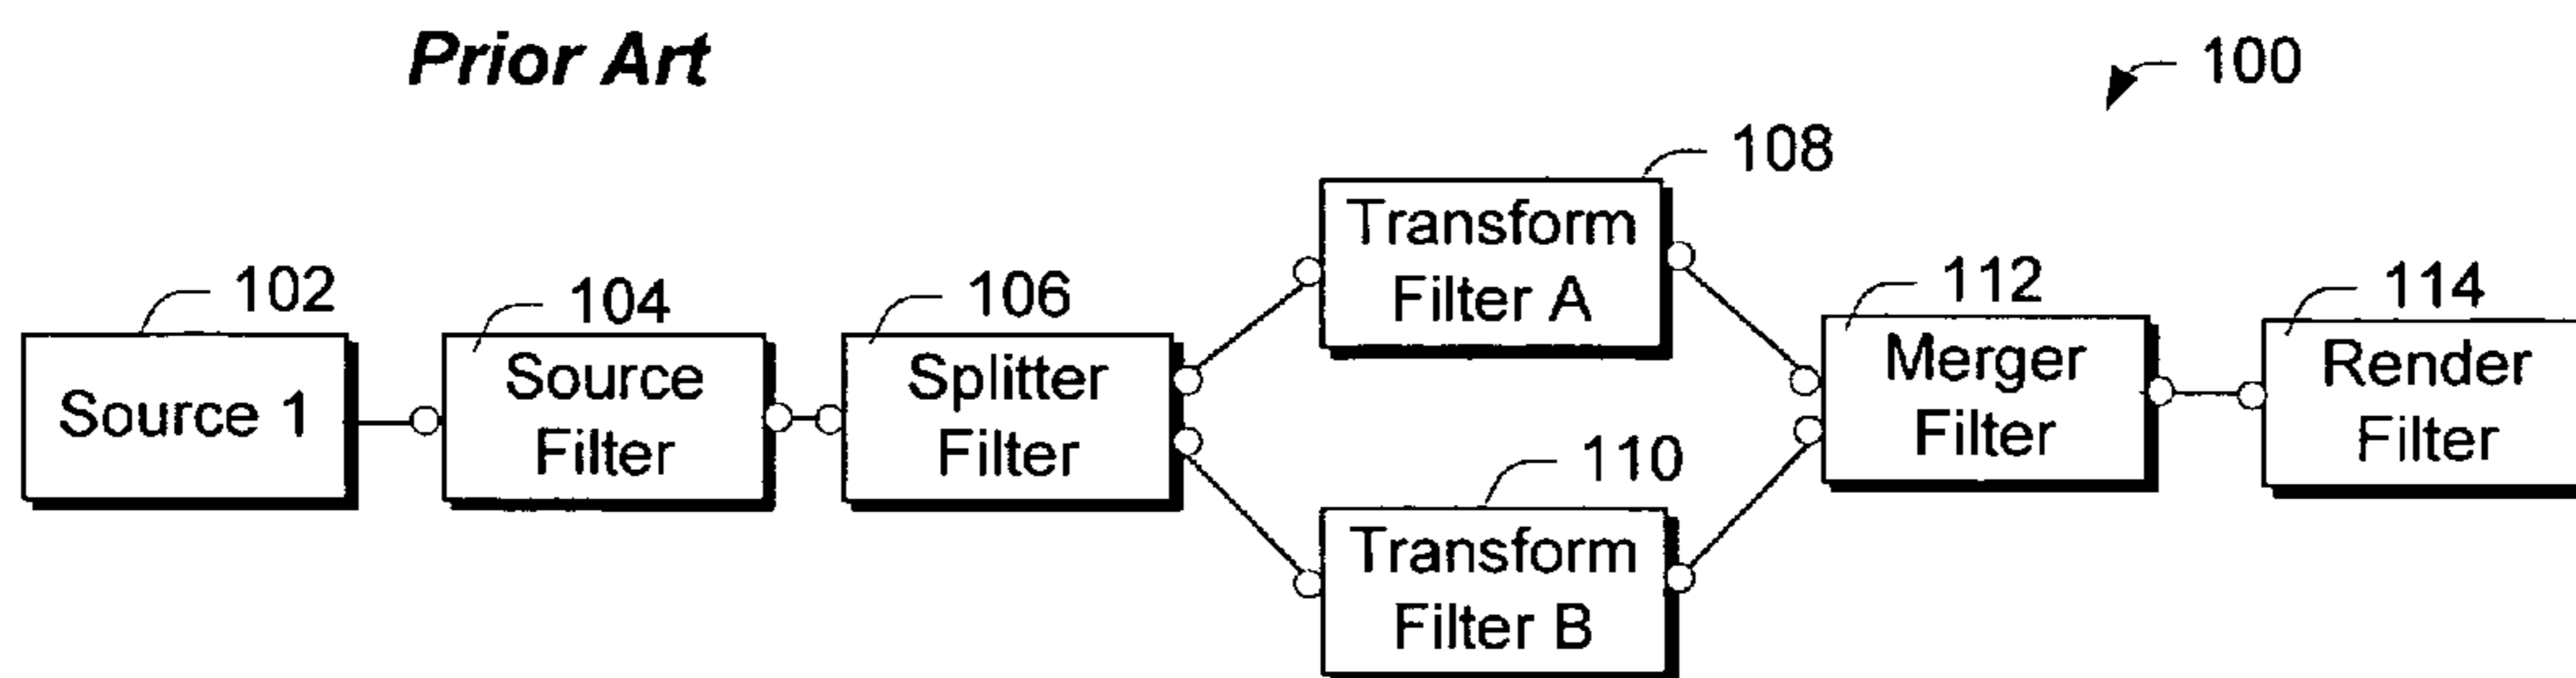 Prior Art
100
102
Source 1
104
Source
Filter
106
Splitter
Filter
108
Transform
Filter A
110
Transform
Filter B
112
Merger
Filter
114
Render
Filter